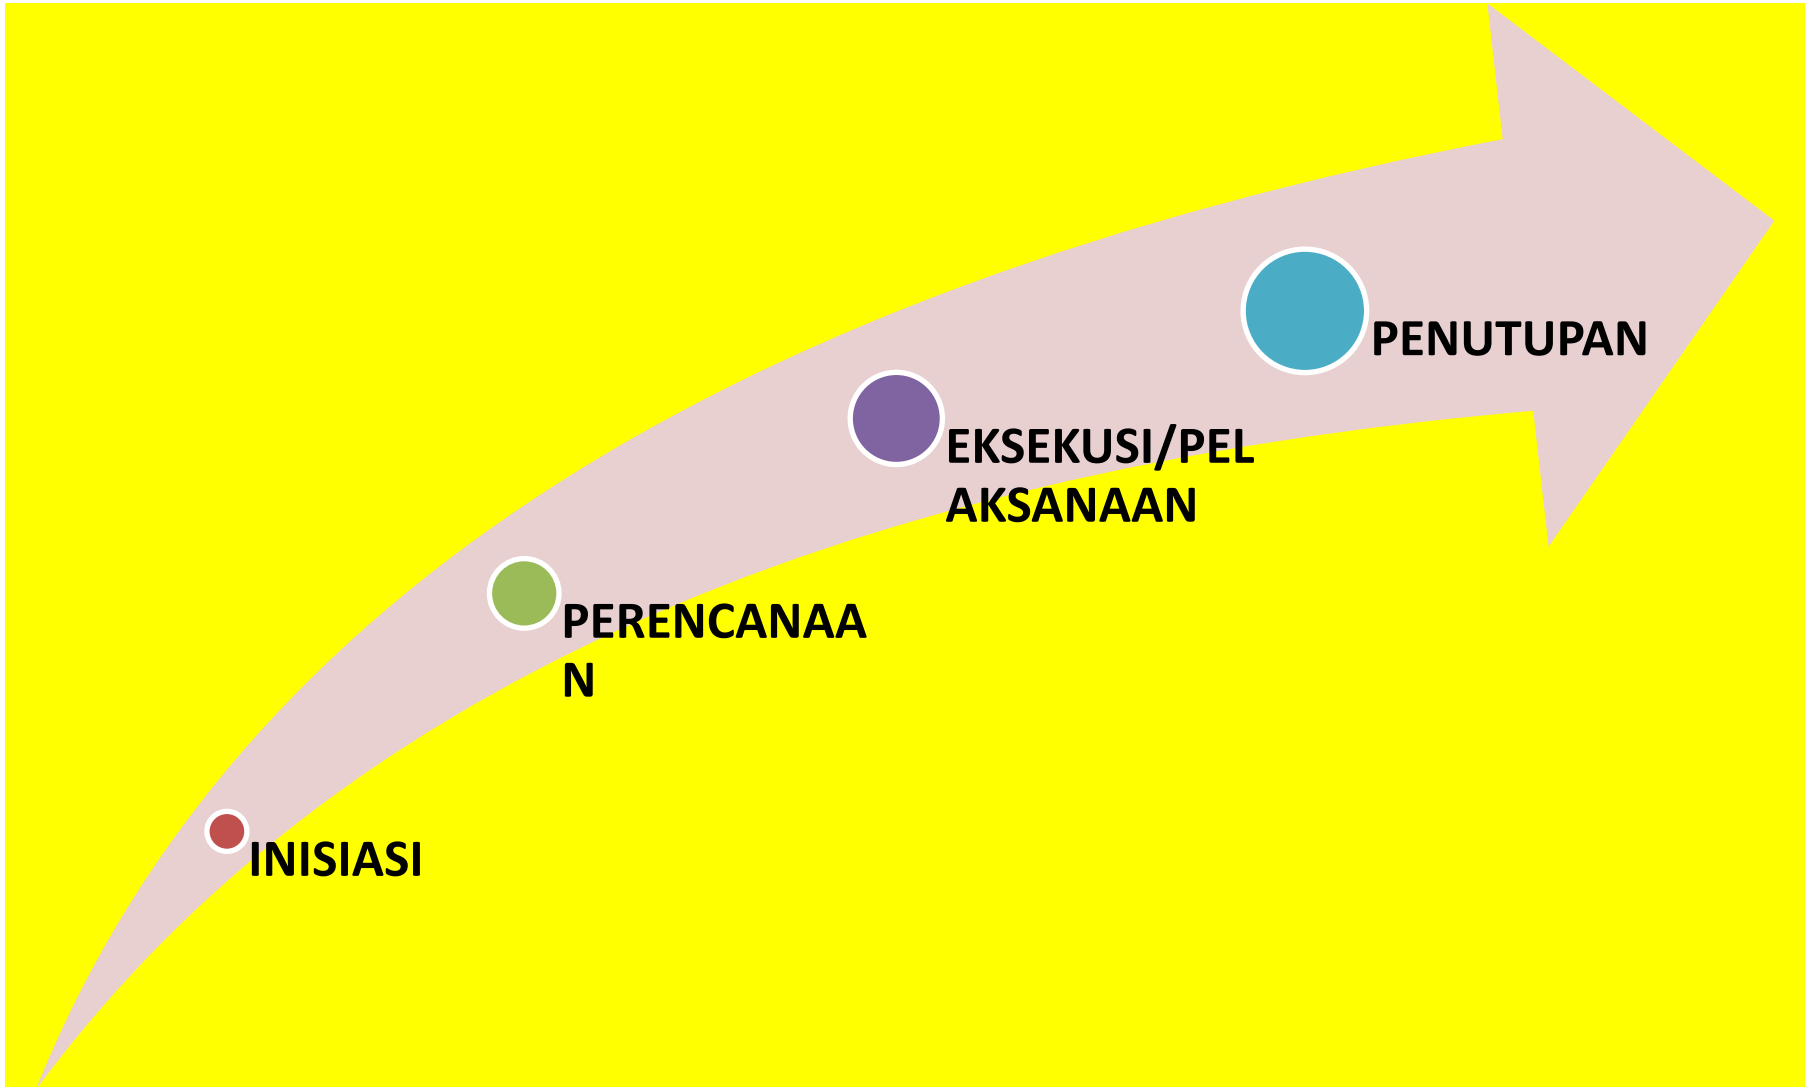 PENUTUPAN
EKSEKUSI/PEL
AKSANAAN
PERENCANAA
N
INISIASI